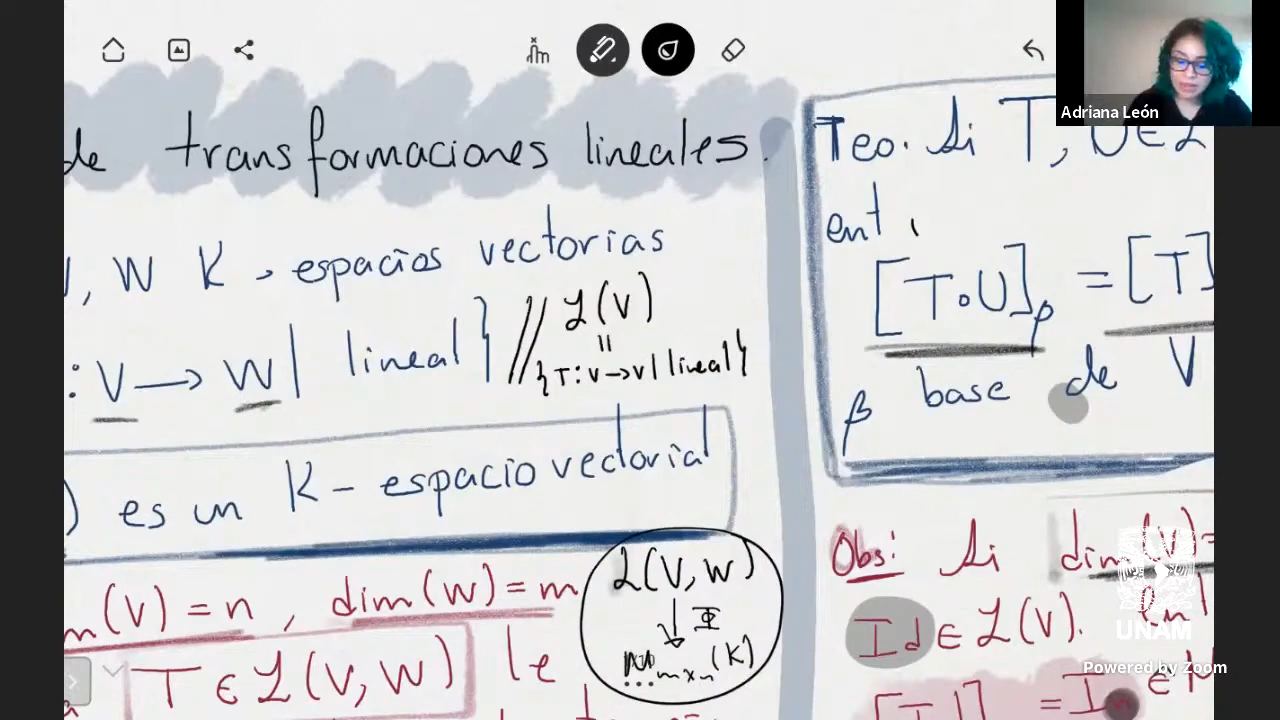 de transformaciones lineales.
, W K - espacios vectorias
: V → W | lineal } // L(V)
=
{T: V→V | lineal}
) es un K - espacio vectorial
m(V) = n , dim(W) = m
T ∈ L(V, W) le
L(V, W)
↓ Φ
M m×n (K)
Adriana León
Teo. Si T, U ∈ L
ent
[T∘U]β = [T]
β base de V
Obs: Si dim(V) =
Id ∈ L(V).
UNAM
Powered by Zoom